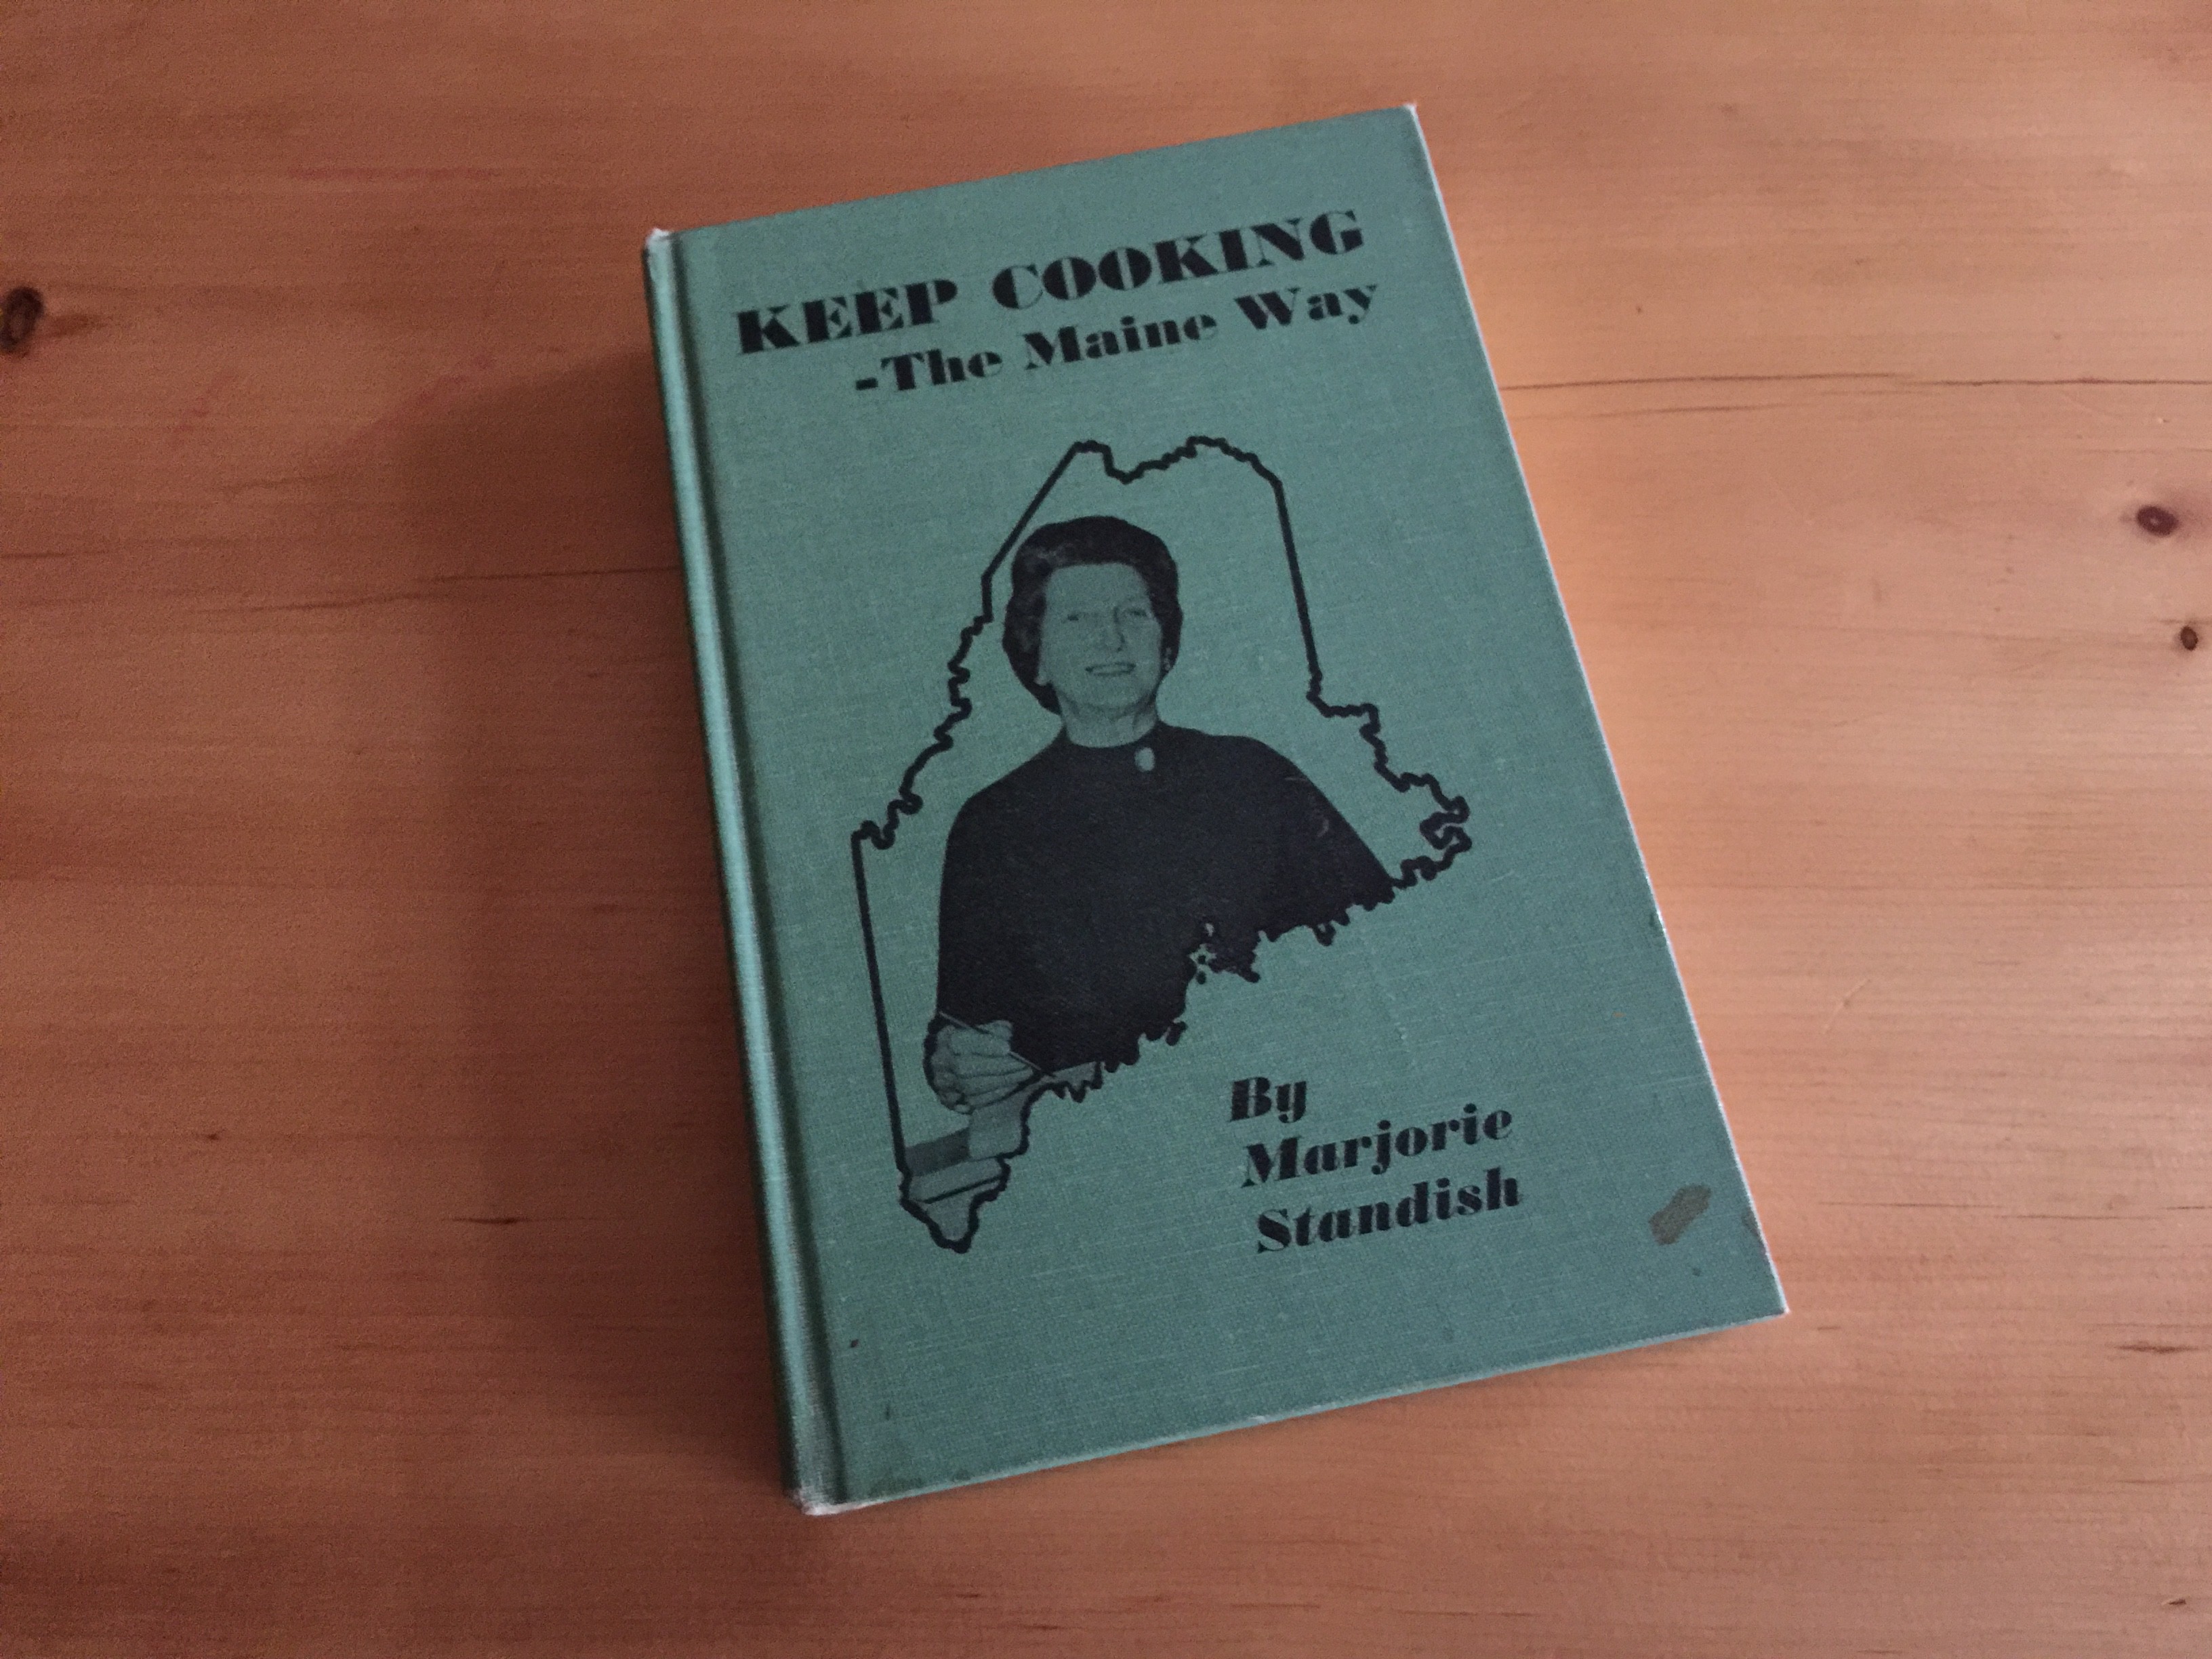 KEEP COOKING
-The Maine Way
By
Marjorie
Standish